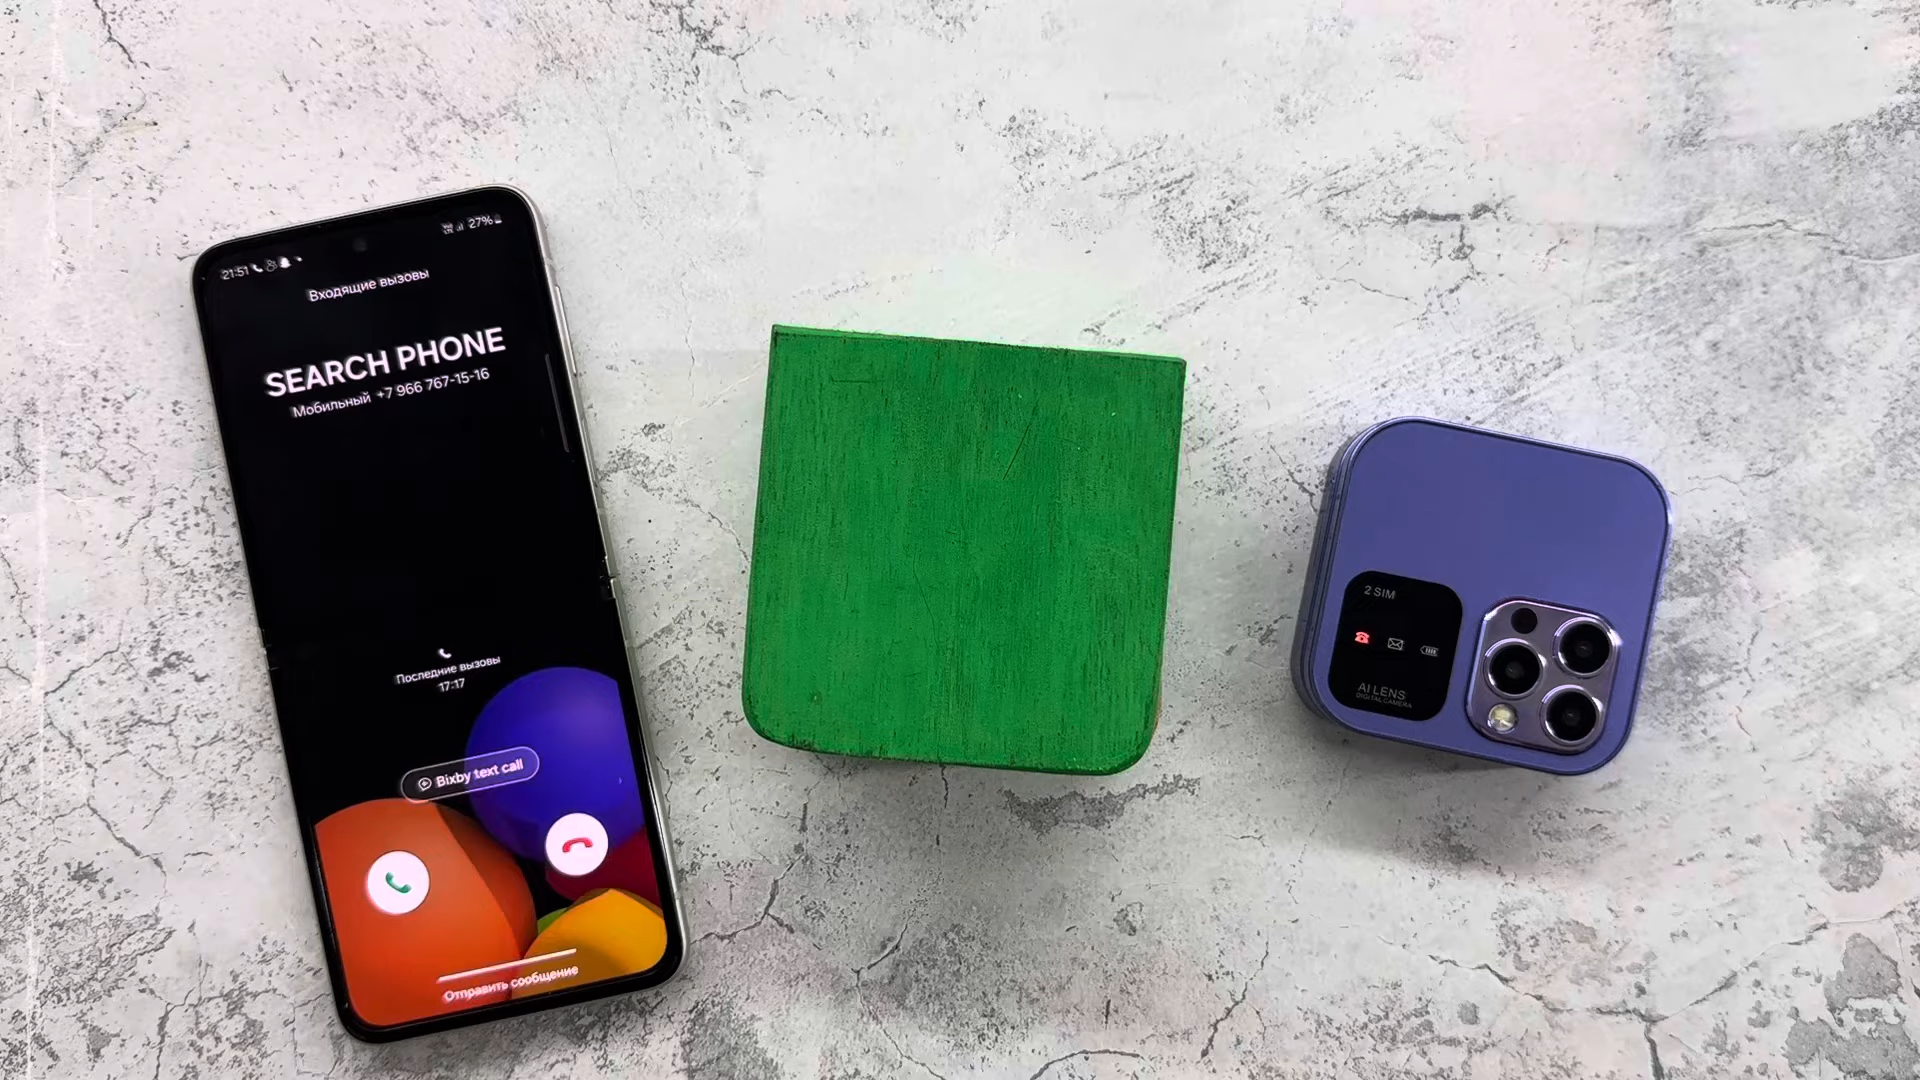 21:51
27%
Входящие вызовы
SEARCH PHONE
Мобильный +7 966 767-15-16
Последние вызовы
17:17
Bixby text call
Отправить сообщение
2 SIM
AI LENS
DIGITAL CAMERA